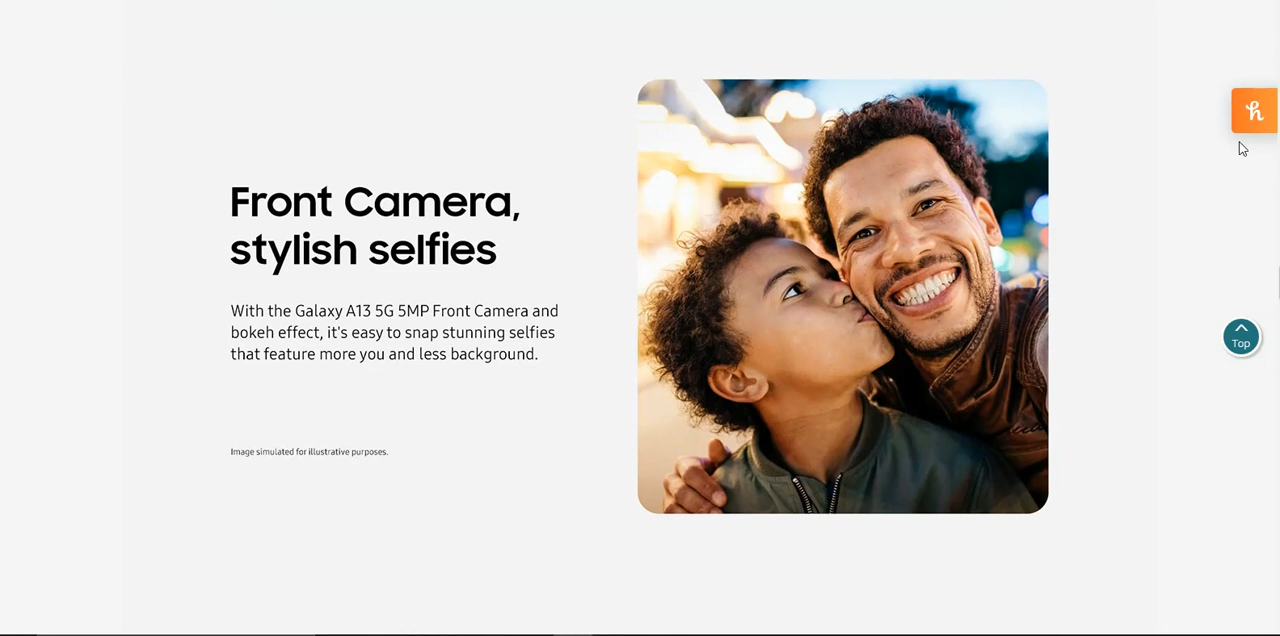 Front Camera,
stylish selfies
With the Galaxy A13 5G 5MP Front Camera and
bokeh effect, it's easy to snap stunning selfies
that feature more you and less background.
Image simulated for illustrative purposes.
h
Top